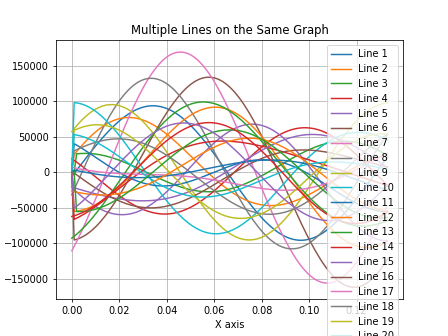 Multiple Lines on the Same Graph
150000
100000
50000
0
−50000
−100000
−150000
0.00
0.02
0.04
0.06
0.08
0.10
X axis
Line 1
Line 2
Line 3
Line 4
Line 5
Line 6
Line 7
Line 8
Line 9
Line 10
Line 11
Line 12
Line 13
Line 14
Line 15
Line 16
Line 17
Line 18
Line 19
Line 20